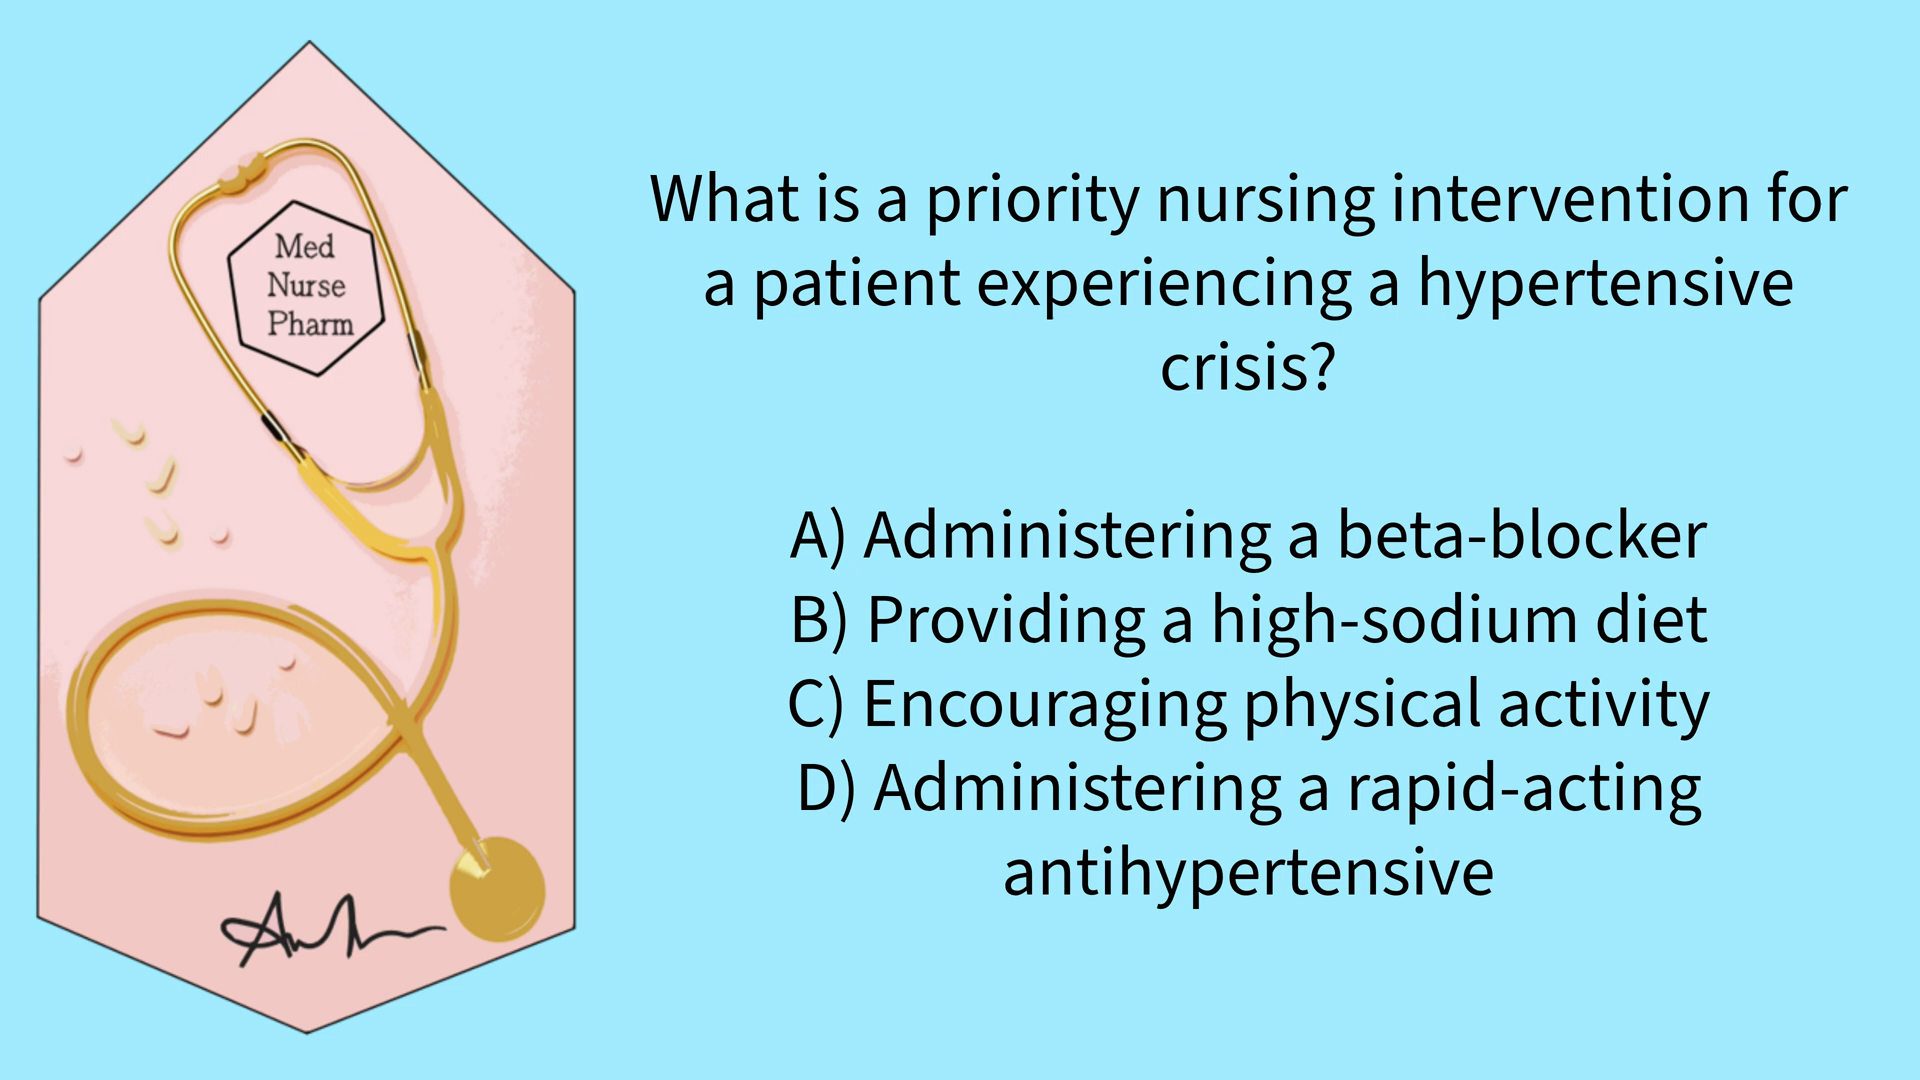 Med
Nurse
Pharm
What is a priority nursing intervention for
a patient experiencing a hypertensive
crisis?
A) Administering a beta-blocker
B) Providing a high-sodium diet
C) Encouraging physical activity
D) Administering a rapid-acting
antihypertensive